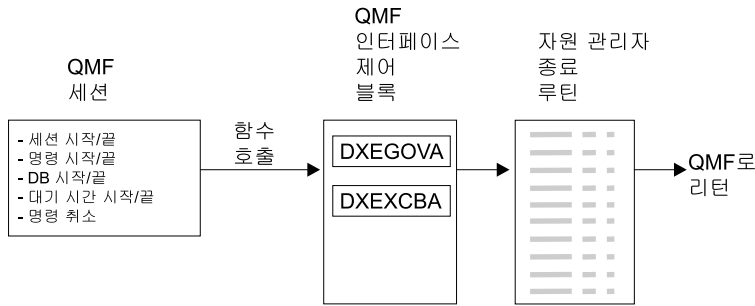 QMF
세션
- 세션 시작/끝
- 명령 시작/끝
- DB 시작/끝
- 대기 시간 시작/끝
- 명령 취소
함수
호출
QMF
인터페이스
제어
블록
DXEGOVA
DXEXCBA
자원 관리자
종료
루틴
QMF로
리턴